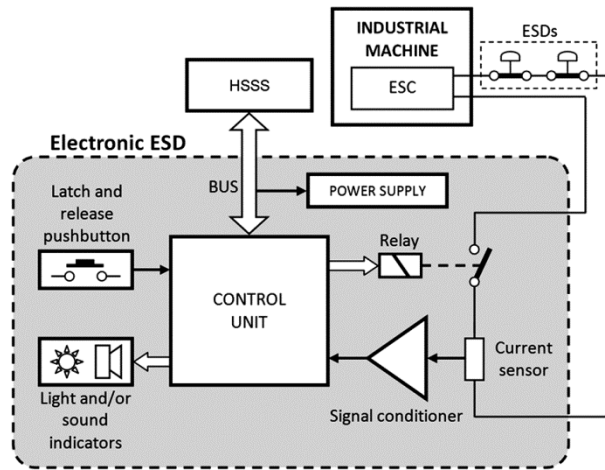 INDUSTRIAL
MACHINE
ESC
ESDs
HSSS
Electronic ESD
BUS
POWER SUPPLY
Latch and
release
pushbutton
Relay
CONTROL
UNIT
Current
sensor
Signal conditioner
Light and/or
sound
indicators